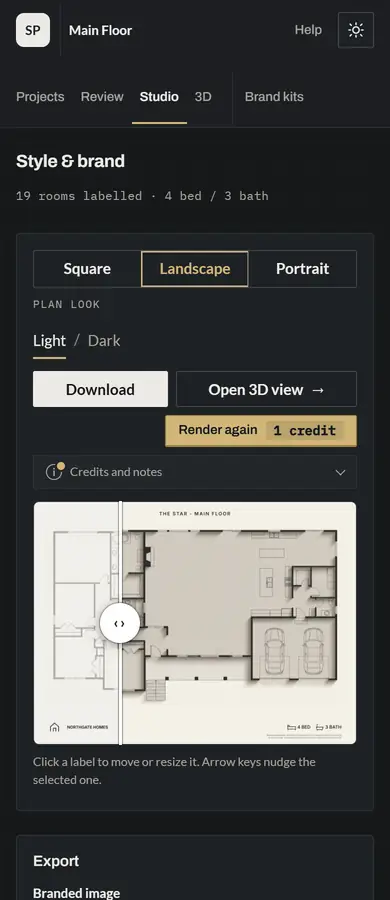 SP Main Floor Help
Projects Review Studio 3D Brand kits
Style & brand
19 rooms labelled · 4 bed / 3 bath
Square Landscape Portrait
PLAN LOOK
Light / Dark
Download Open 3D view →
Render again 1 credit
Credits and notes
THE STAR - MAIN FLOOR
NORTHGATE HOMES 4 BED 3 BATH
Click a label to move or resize it. Arrow keys nudge the
selected one.
Export
Branded image